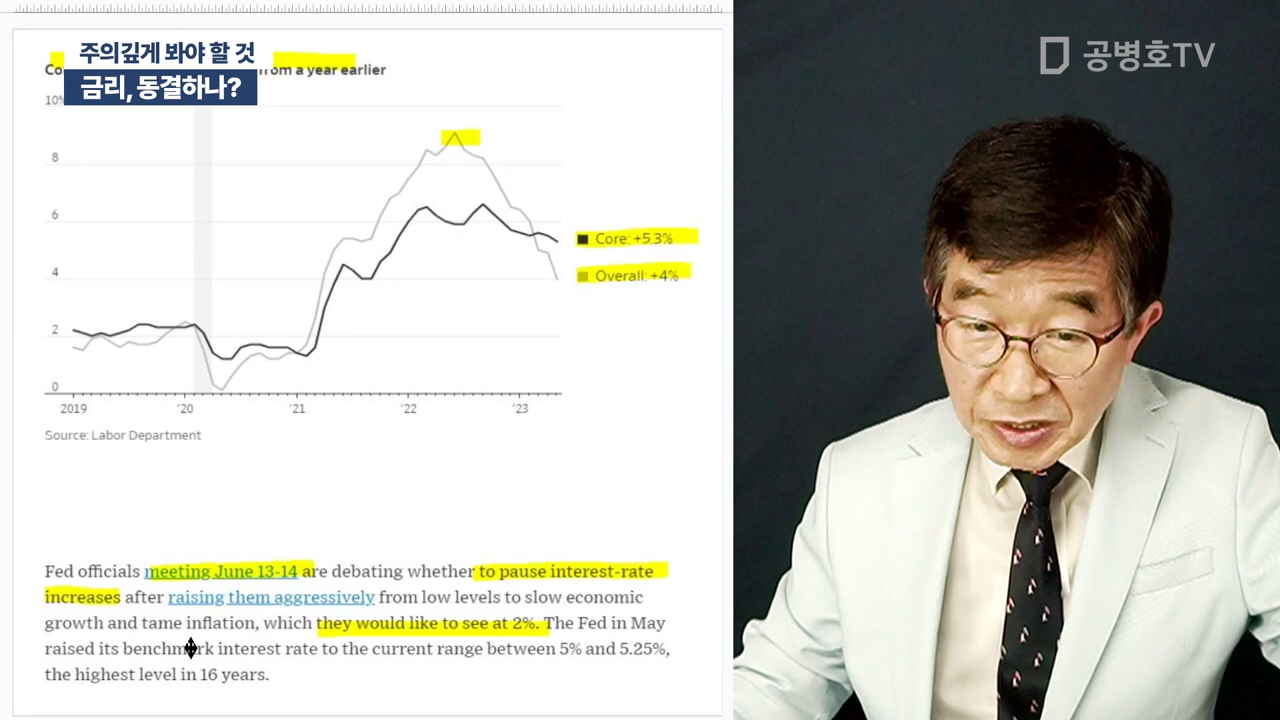 주의깊게 봐야 할 것
금리, 동결하나?
공병호TV
Co from a year earlier
10%
8
6
4
2
0
2019 '20 '21 '22 '23
Core: +5.3%
Overall: +4%
Source: Labor Department
Fed officials meeting June 13-14 are debating whether to pause interest-rate
increases after raising them aggressively from low levels to slow economic
growth and tame inflation, which they would like to see at 2%. The Fed in May
raised its benchmark interest rate to the current range between 5% and 5.25%,
the highest level in 16 years.